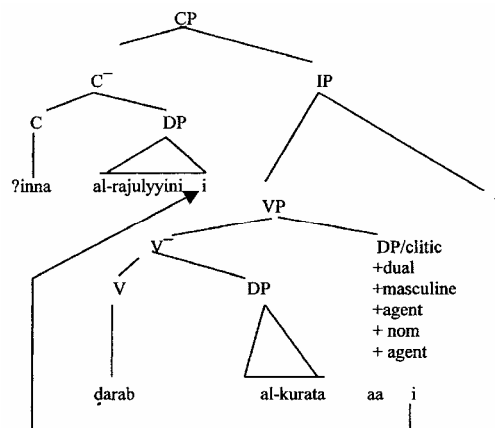 CP
C¯ IP
C DP
?inna al-rajulyyini i
VP
V¯ DP/clitic
+dual
V DP +masculine
+agent
+ nom
+ agent
ḍarab al-kurata aa i